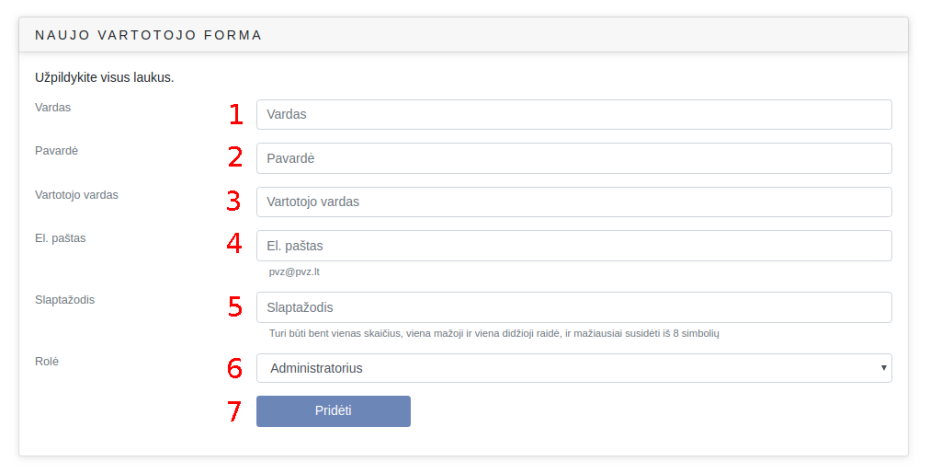 NAUJO VARTOTOJO FORMA
Užpildykite visus laukus.
Vardas 1 Vardas
Pavardė 2 Pavardė
Vartotojo vardas 3 Vartotojo vardas
El. paštas 4 El. paštas
pvz@pvz.lt
Slaptažodis 5 Slaptažodis
Turi būti bent vienas skaičius, viena mažoji ir viena didžioji raidė, ir mažiausiai susidėti iš 8 simbolių
Rolė 6 Administratorius
7 Pridėti